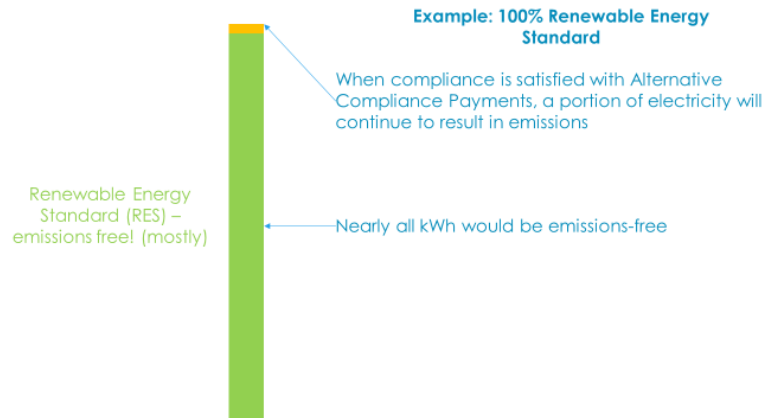 Example: 100% Renewable Energy
Standard
When compliance is satisfied with Alternative
Compliance Payments, a portion of electricity will
continue to result in emissions
Renewable Energy
Standard (RES) –
emissions free! (mostly)
Nearly all kWh would be emissions-free